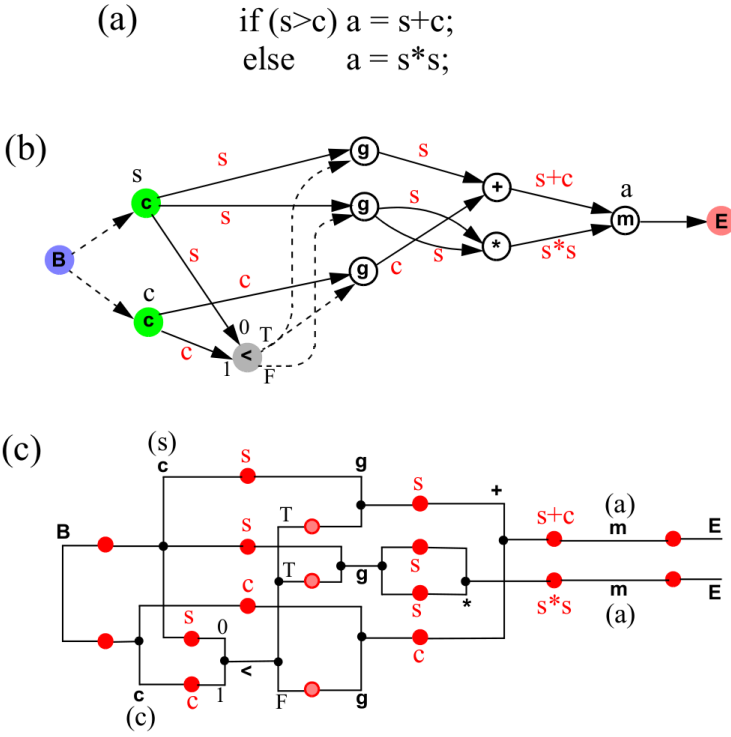 (a) if (s>c) a = s+c;
else a = s*s;
(b)
s g
s s
s+c
s c + a
g s
s m E
B s * s*s
s
c g c
c c
0 T
c <
1 F
(c) (s)
c s g
s +
T (a)
B s s+c m E
T g s
c s * s*s m E
s 0 (a)
c
<
c c 1 F g
(c)